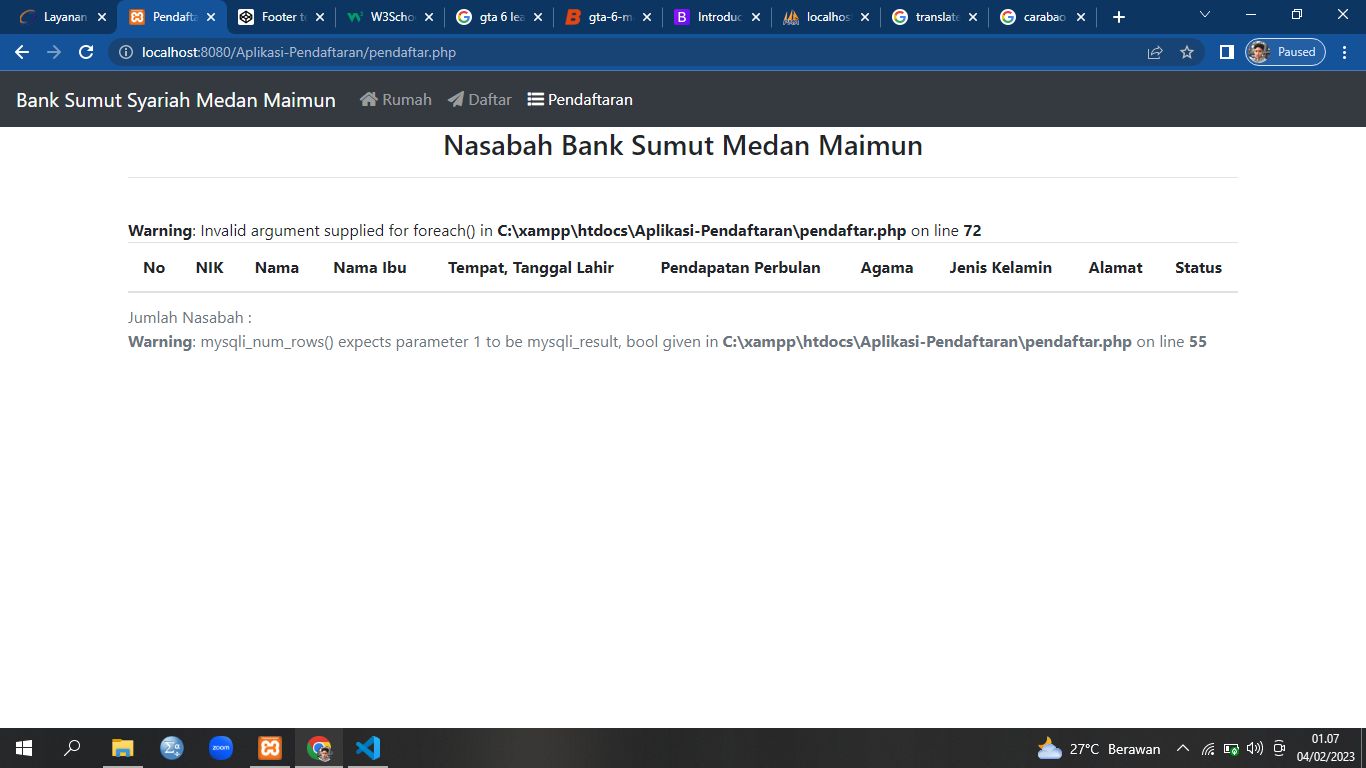 Layanan
Pendafta
Footer te
W3Scho
gta 6 lea
gta-6-m
Introduc
localhos
translate
carabao
localhost:8080/Aplikasi-Pendaftaran/pendaftar.php
Paused
Bank Sumut Syariah Medan Maimun Rumah Daftar Pendaftaran
Nasabah Bank Sumut Medan Maimun
Warning: Invalid argument supplied for foreach() in C:\xampp\htdocs\Aplikasi-Pendaftaran\pendaftar.php on line 72
No NIK Nama Nama Ibu Tempat, Tanggal Lahir Pendapatan Perbulan Agama Jenis Kelamin Alamat Status
Jumlah Nasabah :
Warning: mysqli_num_rows() expects parameter 1 to be mysqli_result, bool given in C:\xampp\htdocs\Aplikasi-Pendaftaran\pendaftar.php on line 55
zoom
27°C Berawan
01.07
04/02/2023